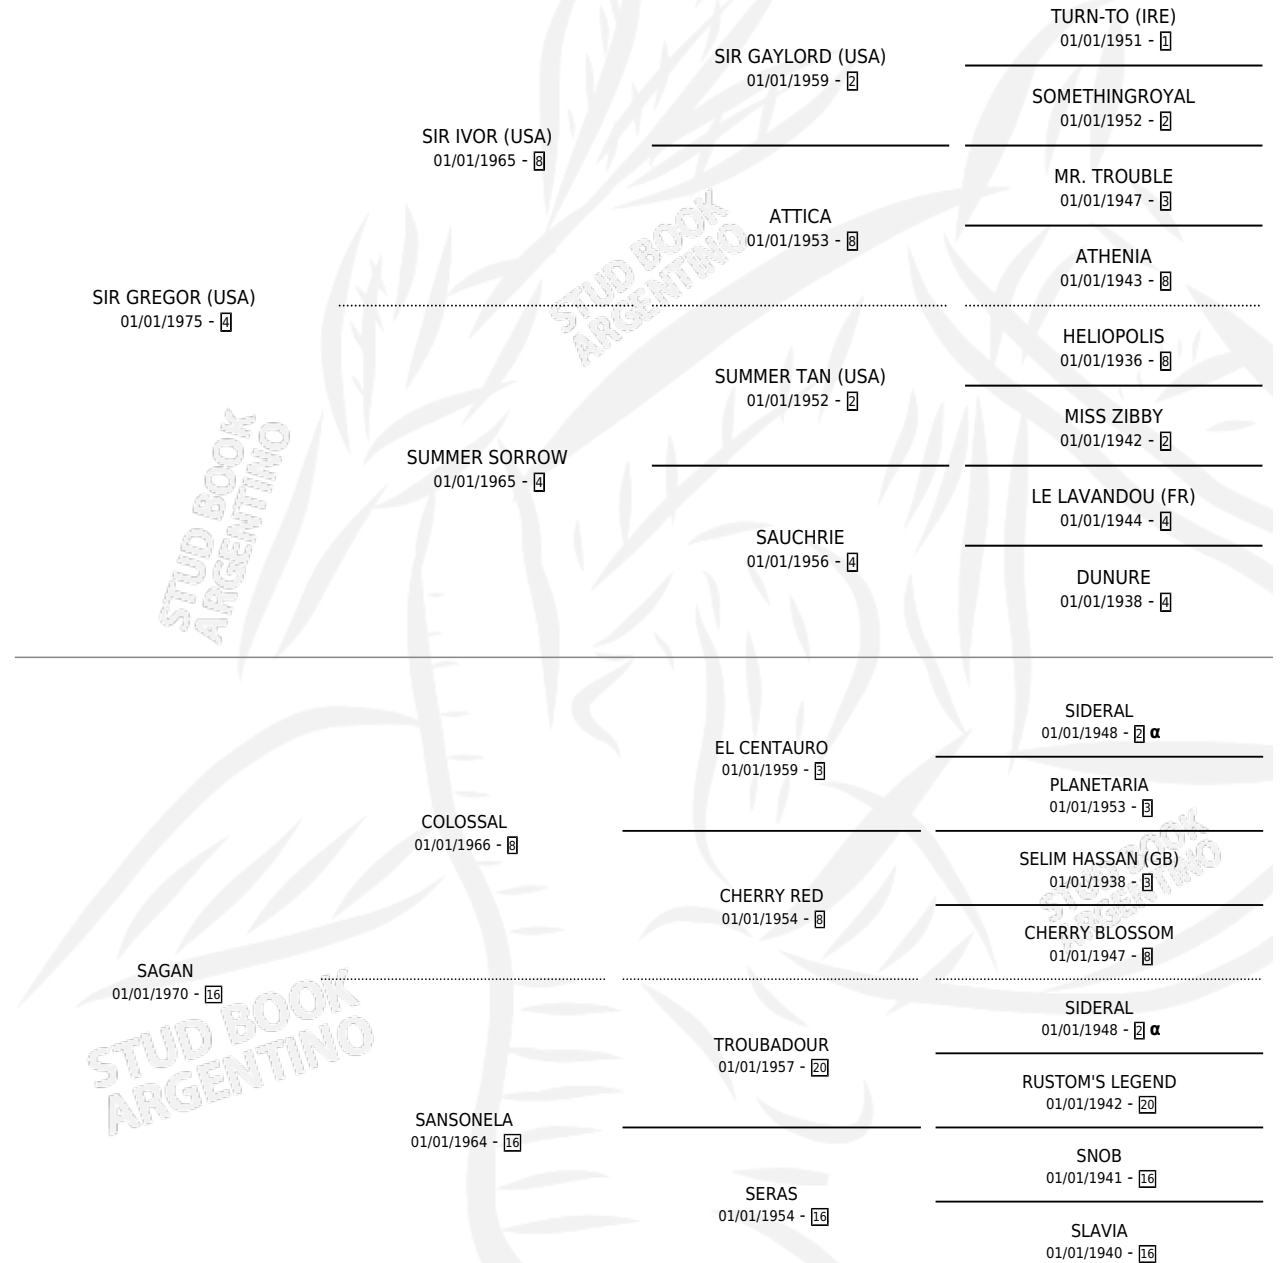 TURN-TO (IRE)
01/01/1951 - 1
SIR GAYLORD (USA)
01/01/1959 - 2
SOMETHINGROYAL
01/01/1952 - 2
SIR IVOR (USA)
01/01/1965 - 8
MR. TROUBLE
01/01/1947 - 3
ATTICA
01/01/1953 - 8
ATHENIA
01/01/1943 - 8
SIR GREGOR (USA)
01/01/1975 - 4
HELIOPOLIS
01/01/1936 - 8
SUMMER TAN (USA)
01/01/1952 - 2
MISS ZIBBY
01/01/1942 - 2
SUMMER SORROW
01/01/1965 - 4
LE LAVANDOU (FR)
01/01/1944 - 4
SAUCHRIE
01/01/1956 - 4
DUNURE
01/01/1938 - 4
STUD BOOK
ARGENTINO
STUD BOOK
ARGENTINO
SIDERAL
01/01/1948 - 2 α
EL CENTAURO
01/01/1959 - 3
PLANETARIA
01/01/1953 - 3
COLOSSAL
01/01/1966 - 8
SELIM HASSAN (GB)
01/01/1938 - 3
CHERRY RED
01/01/1954 - 8
CHERRY BLOSSOM
01/01/1947 - 8
SAGAN
01/01/1970 - 16
SIDERAL
01/01/1948 - 2 α
TROUBADOUR
01/01/1957 - 20
RUSTOM'S LEGEND
01/01/1942 - 20
SANSONELA
01/01/1964 - 16
SNOB
01/01/1941 - 16
SERAS
01/01/1954 - 16
SLAVIA
01/01/1940 - 16
STUD BOOK
ARGENTINO
STUD BOOK
ARGENTINO